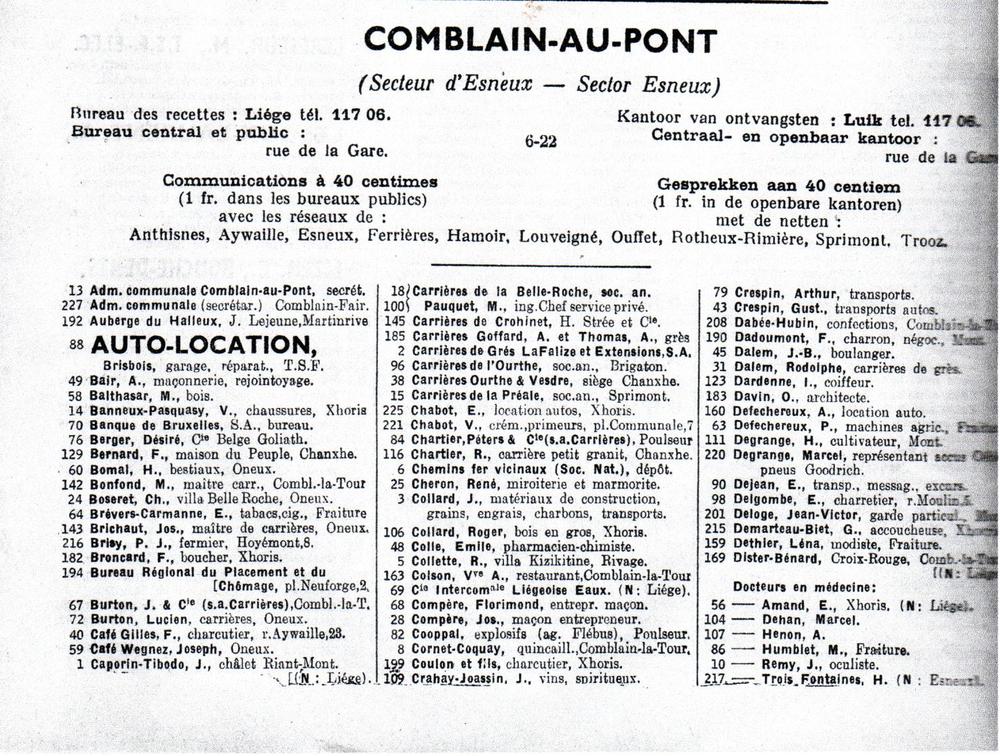 COMBLAIN-AU-PONT
(Secteur d'Esneux — Sector Esneux)
Bureau des recettes : Liége tél. 117 06.
Bureau central et public :
rue de la Gare.
6-22
Kantoor van ontvangsten : Luik tel. 117 06.
Centraal- en openbaar kantoor :
rue de la Gare
Communications à 40 centimes
(1 fr. dans les bureaux publics)
avec les réseaux de :
Gesprekken aan 40 centiem
(1 fr. in de openbare kantoren)
met de netten :
Anthisnes, Aywaille, Esneux, Ferrières, Hamoir, Louveigné, Ouffet, Rotheux-Rimière, Sprimont, Trooz.
13 Adm. communale Comblain-au-Pont, secrét.
227 Adm. communale (secrétar.) Comblain-Fair.
192 Auberge du Halleux, J. Lejeune,Martinrive
88 AUTO-LOCATION,
Brisbois, garage, réparat., T.S.F.
49 Bair, A., maçonnerie, rejointoyage.
58 Balthasar, M., bois.
14 Banneux-Pasquasy, V., chaussures, Xhoris
70 Banque de Bruxelles, S.A., bureau.
76 Berger, Désiré, Cie Belge Goliath.
129 Bernard, F., maison du Peuple, Chanxhe.
60 Bomal, H., bestiaux, Oneux.
142 Bonfond, M., maitre carr., Combl.-la-Tour
24 Boseret, Ch., villa Belle Roche, Oneux.
64 Brévers-Carmanne, E., tabacs,cig., Fraiture
143 Brichaut, Jos., maître de carrières, Oneux.
216 Brisy, P. J., fermier, Hoyémont,8.
182 Broncard, F., boucher, Xhoris.
194 Bureau Régional du Placement et du
[Chômage, pl.Neuforge,2.
67 Burton, J. & Cie (s.a.Carrières),Combl.-la-T.
72 Burton, Lucien, carrières, Oneux.
40 Café Gilles, F., charcutier, r.Aywaille,23.
59 Café Wegnez, Joseph, Oneux.
1 Caporin-Tibodo, J., châlet Riant-Mont.
[(N : Liége).
18) Carrières de la Belle-Roche, soc. an.
100) Pauquet, M., ing.Chef service privé.
145 Carrières de Crohinet, H. Strée et Cie.
185 Carrières Goffard, A. et Thomas, A., grès
2 Carrières de Grés LaFalize et Extensions,S.A.
96 Carrières de l'Ourthe, soc.an., Brigaton.
38 Carrières Ourthe & Vesdre, siège Chanxhe.
15 Carrières de la Préale, soc.an., Sprimont.
225 Chabot, E., location autos, Xhoris.
221 Chabot, V., crém.,primeurs, pl.Communale,7
84 Chartier,Péters & Cie(s.a.Carrières), Poulseur
116 Chartier, R., carrière petit granit, Chanxhe.
6 Chemins fer vicinaux (Soc. Nat.), dépôt.
25 Cheron, René, miroiterie et marmorite.
3 Collard, J., matériaux de construction,
grains, engrais, charbons, transports.
106 Collard, Roger, bois en gros, Xhoris.
48 Colle, Emile, pharmacien-chimiste.
5 Collette, R., villa Kizikitine, Rivage.
163 Colson, Vre A., restaurant,Comblain-la-Tour
69 Cie Intercomnle Liégeoise Eaux. (N : Liége).
68 Compère, Florimond, entrepr. maçon.
28 Compère, Jos., maçon entrepreneur.
82 Cooppal, explosifs (ag. Flébus), Poulseur.
8 Cornet-Coquay, quincaill.,Comblain-la-Tour.
199 Coulon et fils, charcutier, Xhoris.
109 Crahay-Joassin, J., vins, spiritueux.
79 Crespin, Arthur, transports.
43 Crespin, Gust., transports autos.
208 Dabée-Hubin, confections, Comblain-la-T
190 Dadoumont, F., charron, négoc., Mont.
45 Dalem, J.-B., boulanger.
31 Dalem, Rodolphe, carrières de grès.
123 Dardenne, I., coiffeur.
183 Davin, O., architecte.
160 Defechereux, A., location auto.
63 Defechereux, P., machines agric., Fraiture
111 Degrange, H., cultivateur, Mont.
220 Degrange, Marcel, représentant accus
pneus Goodrich.
90 Dejean, E., transp., messag., excurs.
98 Delgombe, E., charretier, r.Moulin,5.
201 Deloge, Jean-Victor, garde particul.,
215 Demarteau-Biet, G., accoucheuse, Xhoris
159 Dethier, Léna, modiste, Fraiture.
169 Dister-Bénard, Croix-Rouge, Comb.-la-T
[(N : Liége
Docteurs en médecine:
56 — Amand, E., Xhoris. (N : Liége).
104 — Dehan, Marcel.
107 — Henon, A.
86 — Humblet, M., Fraiture.
10 — Remy, J., oculiste.
217 — Trois Fontaines, H. (N : Esneux).